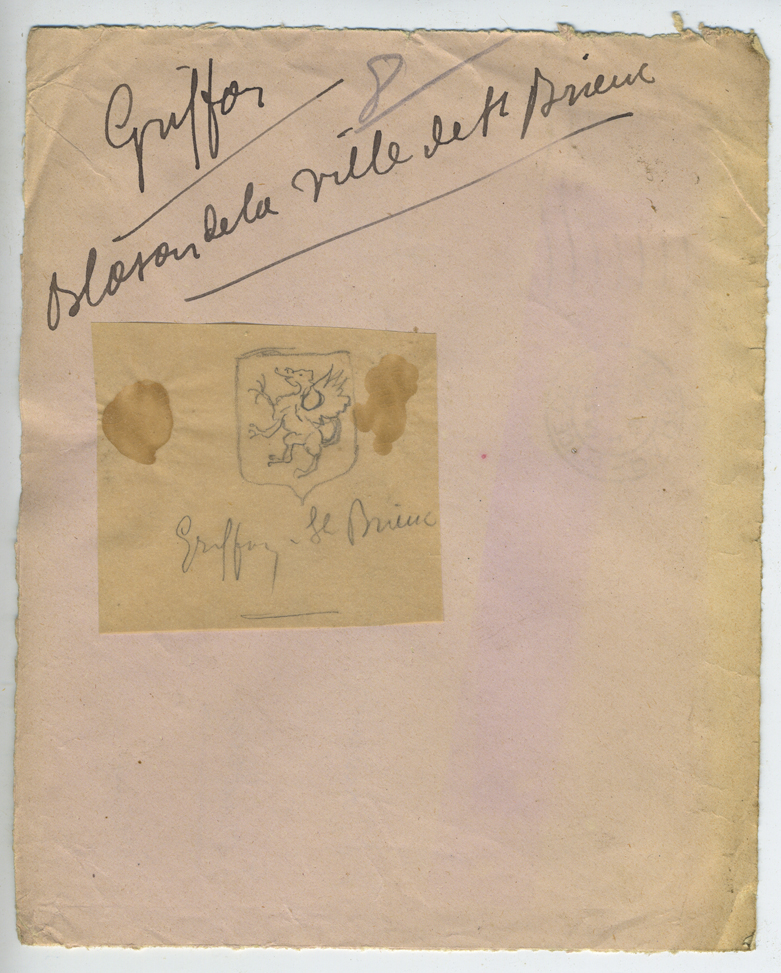 Griffon
8
Blason de la ville de St Brieuc
Griffon - St Brieuc